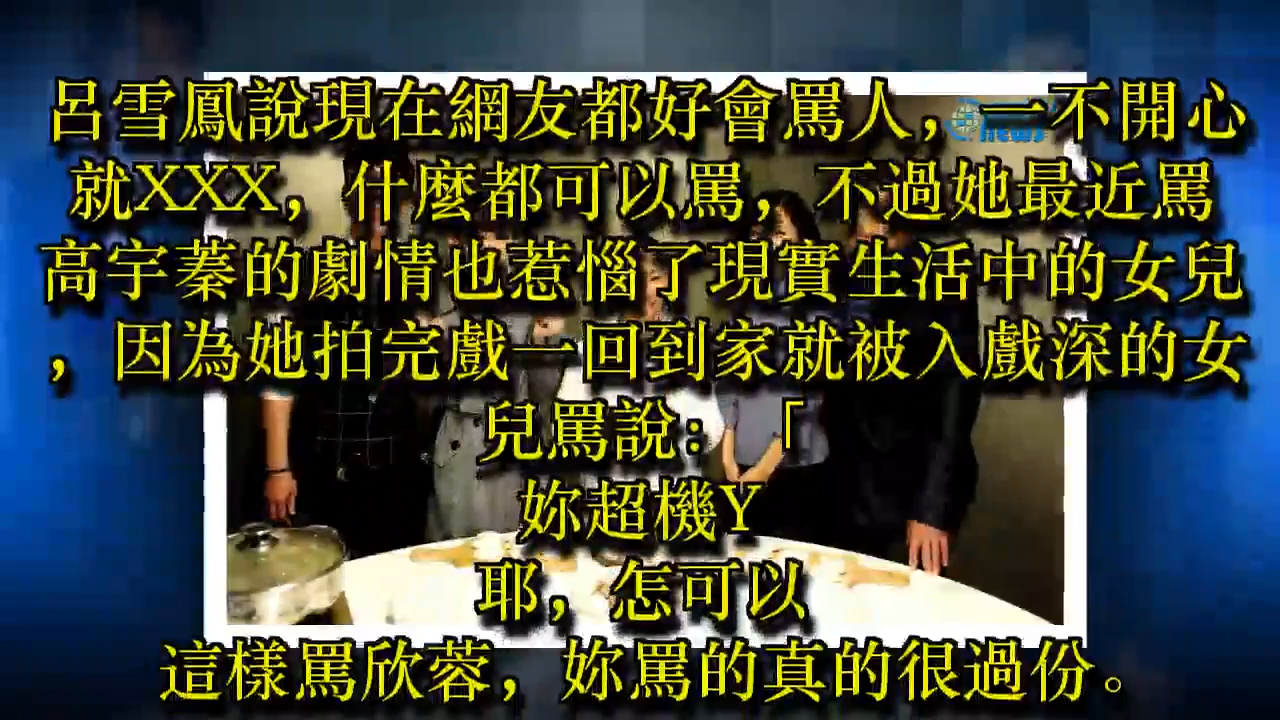 呂雪鳳說現在網友都好會罵人，一不開心
就XXX，什麼都可以罵，不過她最近罵
高宇蓁的劇情也惹惱了現實生活中的女兒
，因為她拍完戲一回到家就被入戲深的女
兒罵說：「
妳超機Y
耶，怎可以
這樣罵欣蓉，妳罵的真的很過份。
news